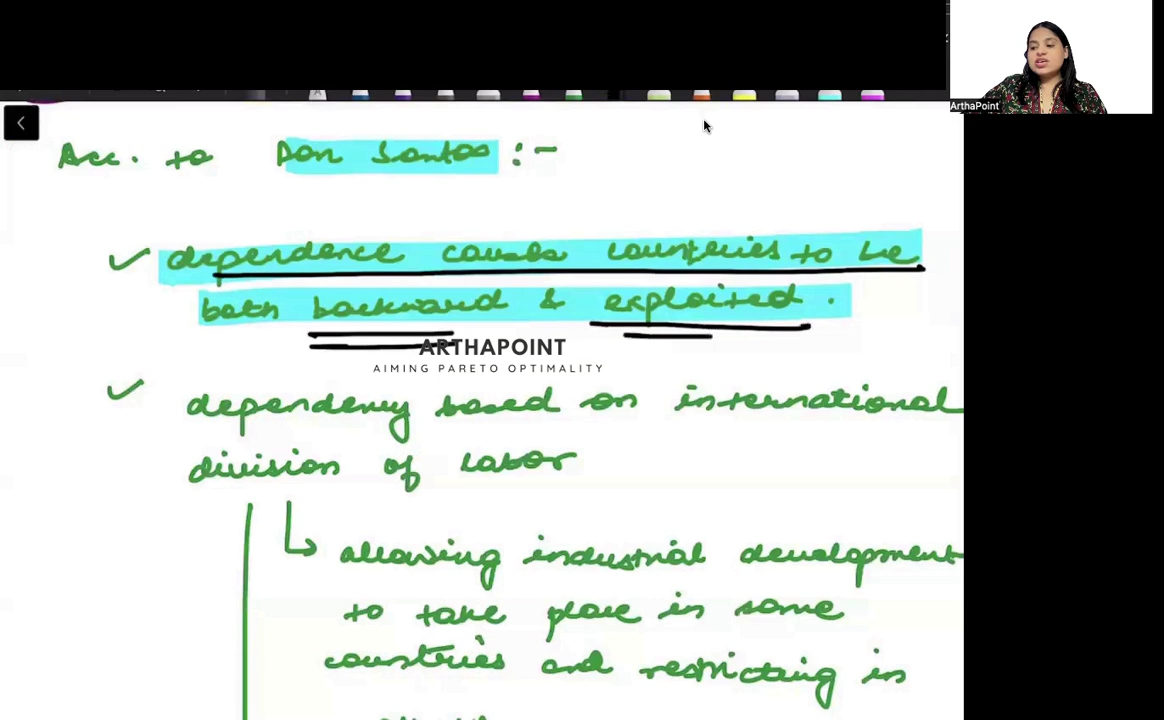 ArthaPoint
Acc. to Dos Santos :-
✓ dependence causes countries to be
both backward & exploited.
ARTHAPOINT
AIMING PARETO OPTIMALITY
✓ dependency based on international
division of labor
↳ allowing industrial development
to take place in some
countries and restricting in